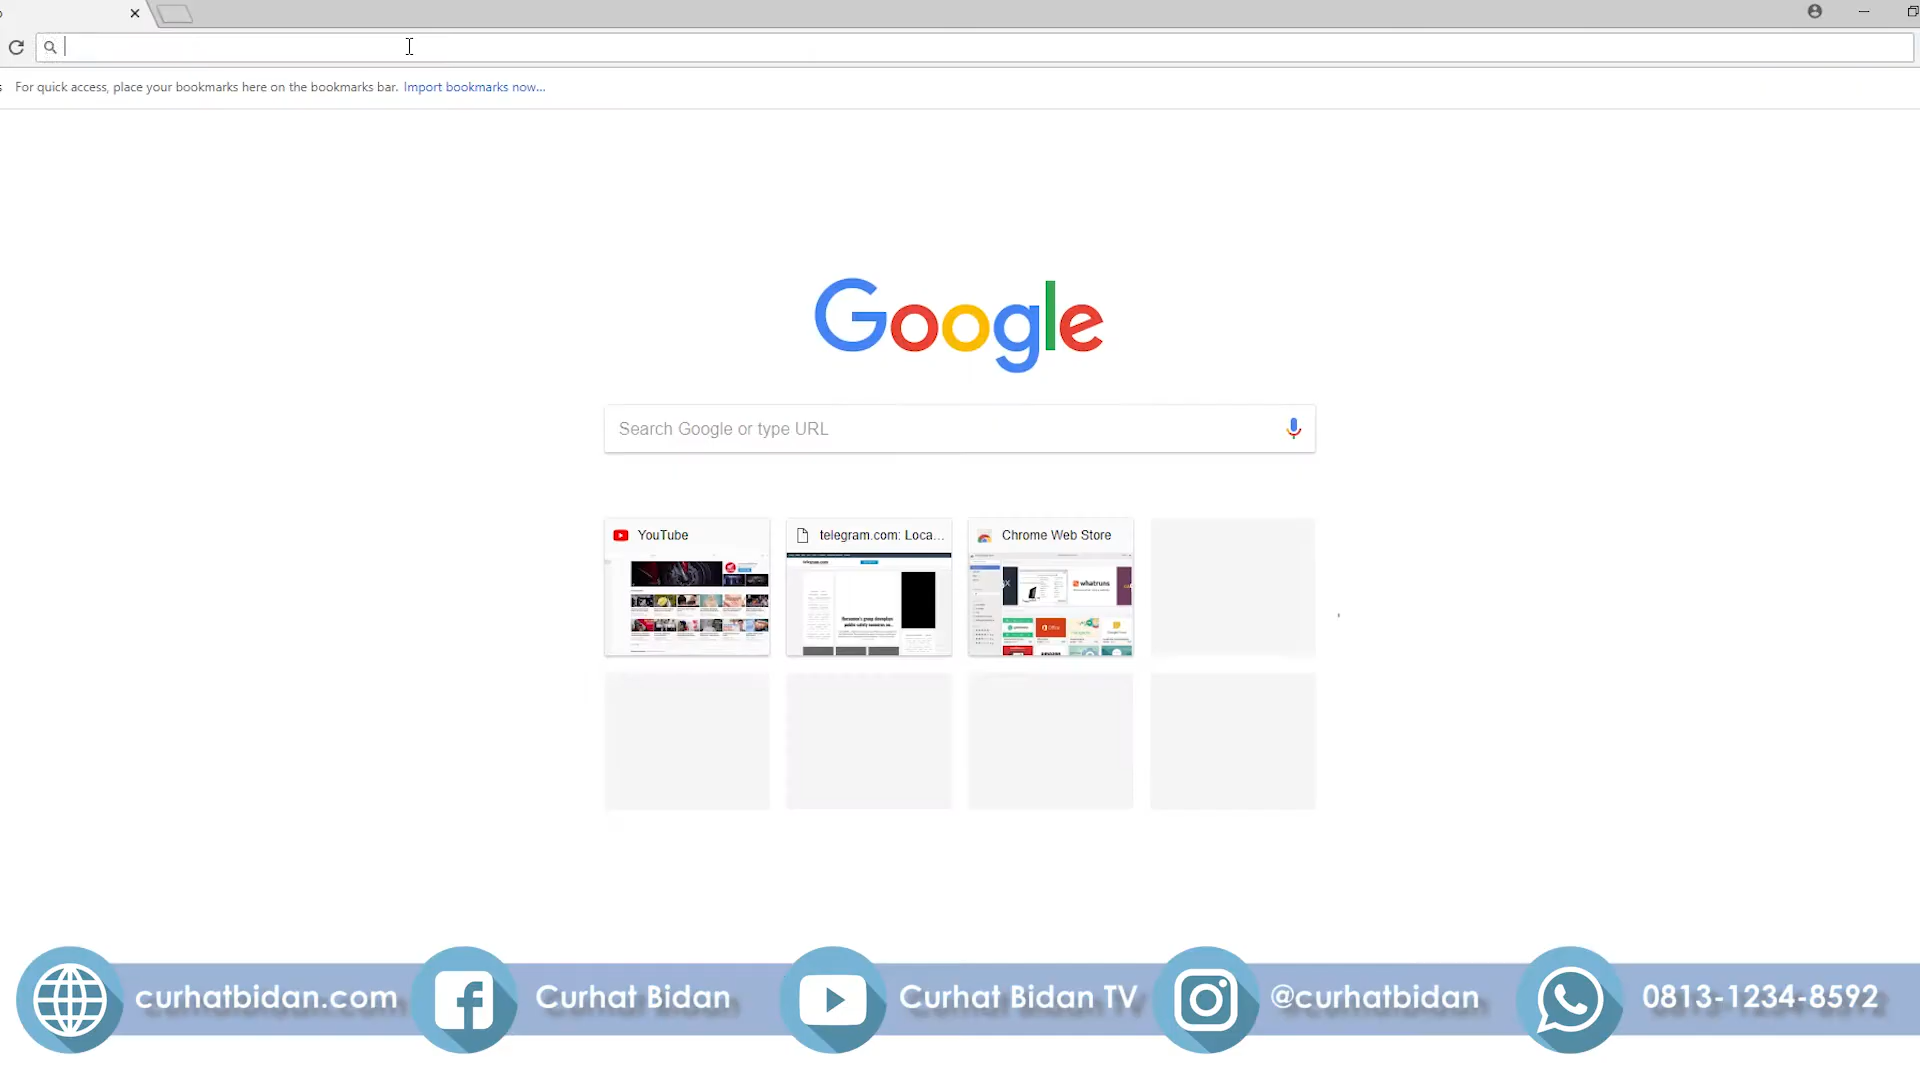 For quick access, place your bookmarks here on the bookmarks bar. Import bookmarks now...
Google
Search Google or type URL
YouTube
telegram.com: Loca...
Chrome Web Store
whatruns
Office
curhatbidan.com
Curhat Bidan
Curhat Bidan TV
@curhatbidan
0813-1234-8592